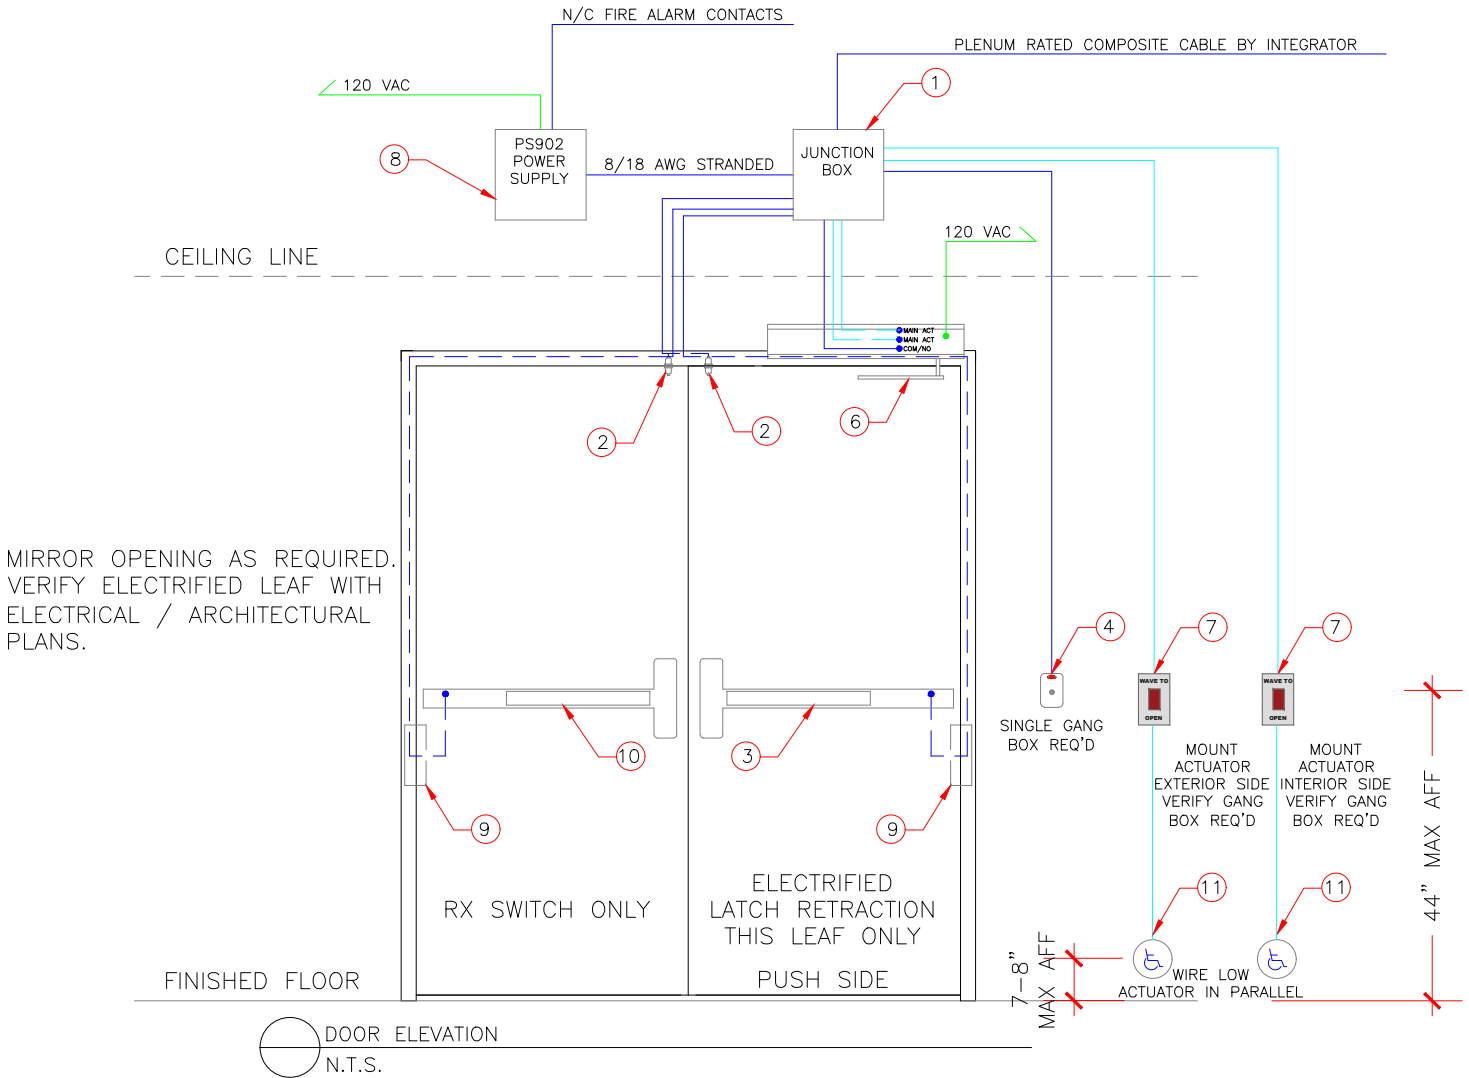 N/C FIRE ALARM CONTACTS
PLENUM RATED COMPOSITE CABLE BY INTEGRATOR
120 VAC
1
PS902
POWER
SUPPLY
8
8/18 AWG STRANDED
JUNCTION
BOX
120 VAC
CEILING LINE
MAIN ACT
MAIN ACT
COM/NO
2
2
6
MIRROR OPENING AS REQUIRED.
VERIFY ELECTRIFIED LEAF WITH
ELECTRICAL / ARCHITECTURAL
PLANS.
4
7
7
WAVE TO
OPEN
WAVE TO
OPEN
SINGLE GANG
BOX REQ'D
10
3
MOUNT
ACTUATOR
EXTERIOR SIDE
VERIFY GANG
BOX REQ'D
MOUNT
ACTUATOR
INTERIOR SIDE
VERIFY GANG
BOX REQ'D
44" MAX AFF
9
9
RX SWITCH ONLY
ELECTRIFIED
LATCH RETRACTION
THIS LEAF ONLY
11
11
PUSH SIDE
7-8"
MAX AFF
WIRE LOW
ACTUATOR IN PARALLEL
FINISHED FLOOR
DOOR ELEVATION
N.T.S.